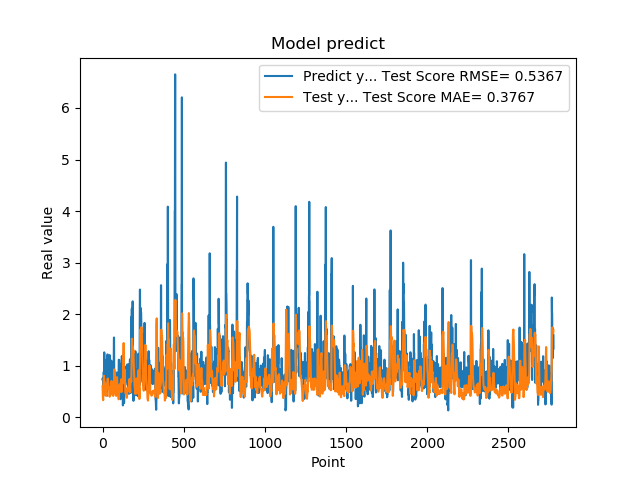 Model predict
Predict y... Test Score RMSE= 0.5367
Test y... Test Score MAE= 0.3767
6
5
4
3
2
1
0
Real value
0 500 1000 1500 2000 2500
Point